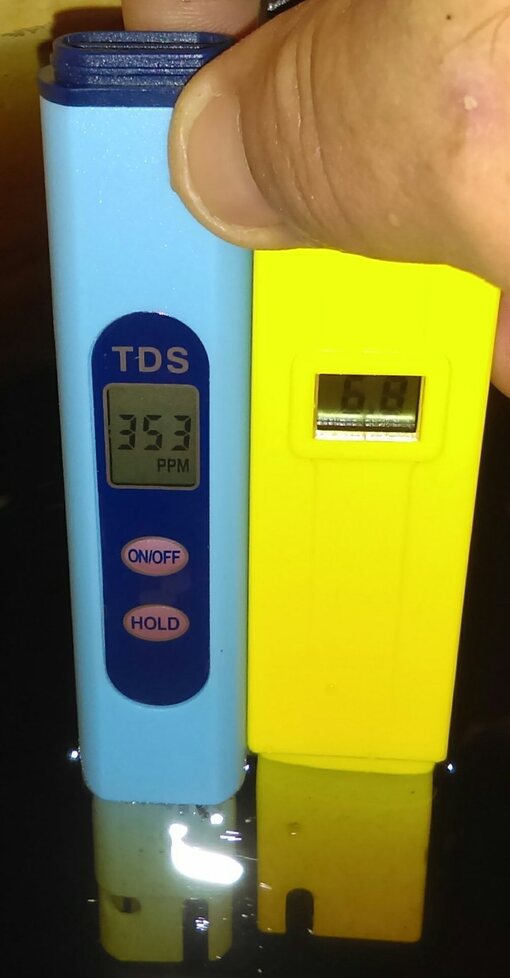 TDS
353
PPM
ON/OFF
HOLD
6.8